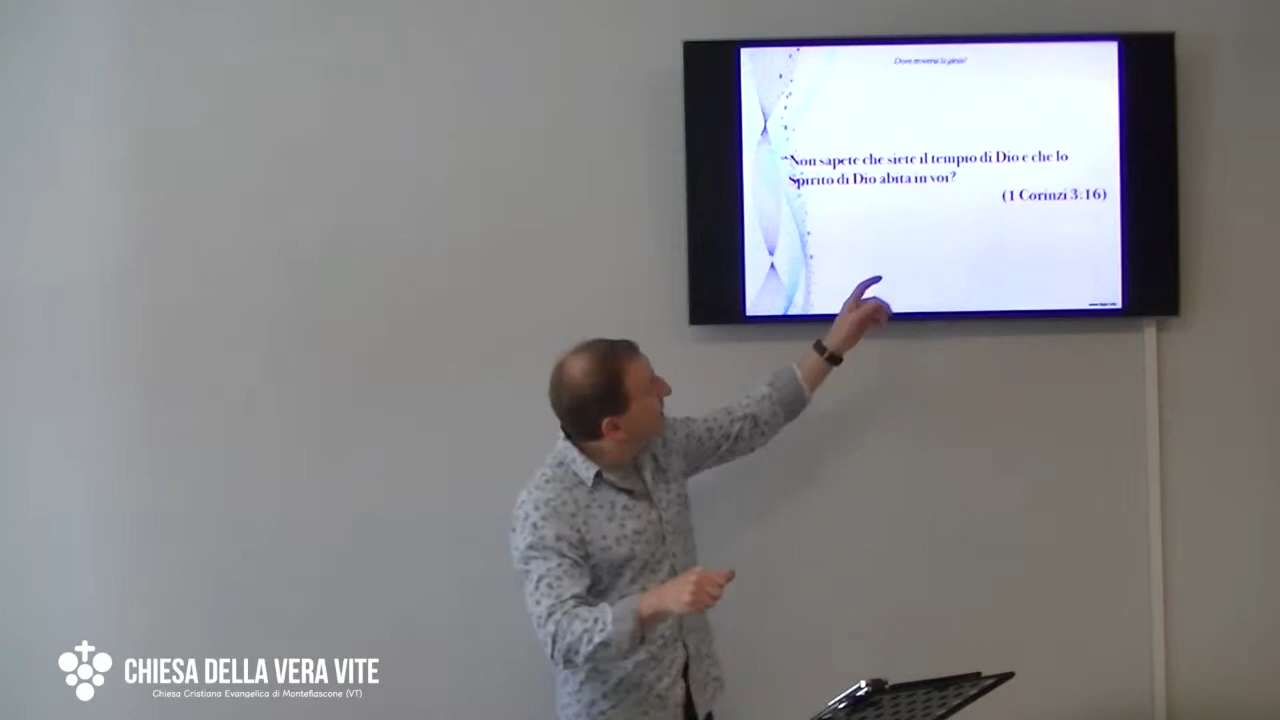 Dove troverai la gioia?
“Non sapete che siete il tempio di Dio e che lo
Spirito di Dio abita in voi?
(1 Corinzi 3:16)
CHIESA DELLA VERA VITE
Chiesa Cristiana Evangelica di Montefiascone (VT)